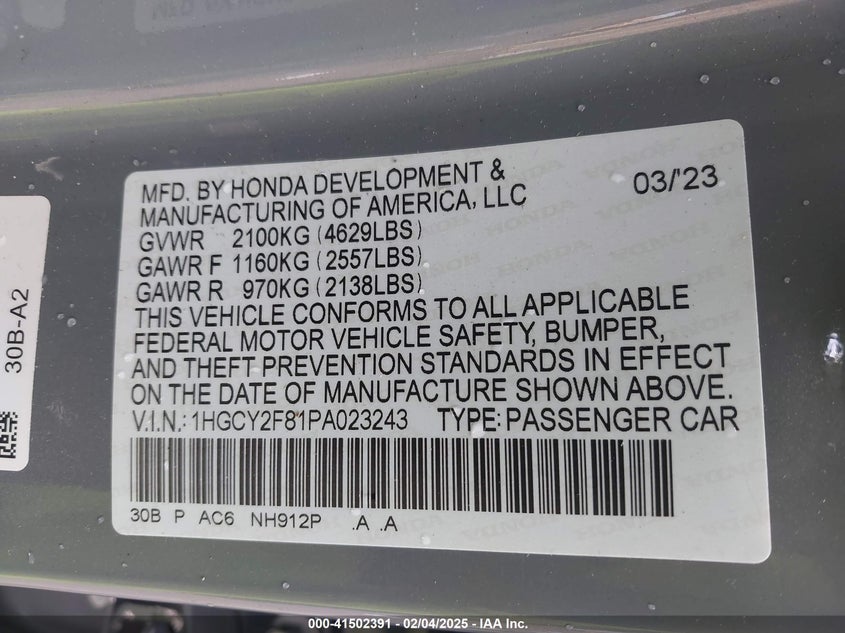 MFD. BY HONDA DEVELOPMENT &
MANUFACTURING OF AMERICA, LLC
03/'23
GVWR 2100KG (4629LBS)
GAWR F 1160KG (2557LBS)
GAWR R 970KG (2138LBS)
THIS VEHICLE CONFORMS TO ALL APPLICABLE
FEDERAL MOTOR VEHICLE SAFETY, BUMPER,
AND THEFT PREVENTION STANDARDS IN EFFECT
ON THE DATE OF MANUFACTURE SHOWN ABOVE.
V.I.N.: 1HGCY2F81PA023243 TYPE: PASSENGER CAR
30B P AC6 NH912P .A .A
30B-A2
000-41502391 - 02/04/2025 - IAA Inc.